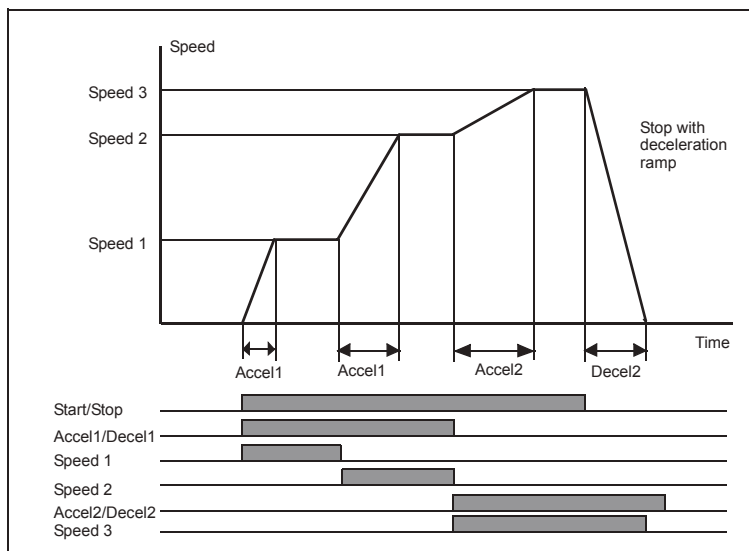 Speed
Speed 3
Speed 2
Stop with
deceleration
ramp
Speed 1
Time
Accel1
Accel1
Accel2
Decel2
Start/Stop
Accel1/Decel1
Speed 1
Speed 2
Accel2/Decel2
Speed 3